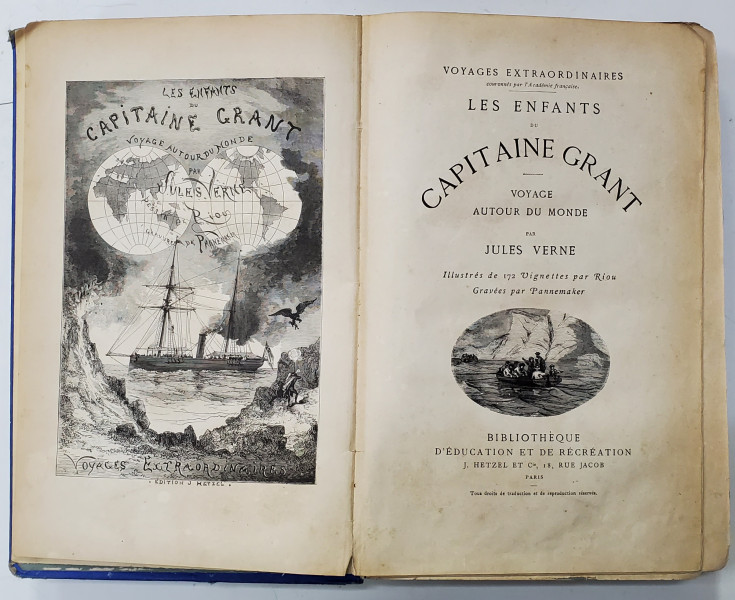 LES ENFANTS
DU
CAPITAINE GRANT
VOYAGE AUTOUR DU MONDE
PAR
JULES VERNE
RIOU
GRAVURES DE PANNEMAKER
VOYAGES EXTRAORDINAIRES
ÉDITION J. HETZEL
VOYAGES EXTRAORDINAIRES
couronnés par l'Académie française.
LES ENFANTS
DU
CAPITAINE GRANT
VOYAGE
AUTOUR DU MONDE
PAR
JULES VERNE
Illustrés de 172 Vignettes par Riou
Gravées par Pannemaker
BIBLIOTHÈQUE
D'ÉDUCATION ET DE RÉCRÉATION
J. HETZEL ET Cie, 18, RUE JACOB
PARIS
Tous droits de traduction et de reproduction réservés.